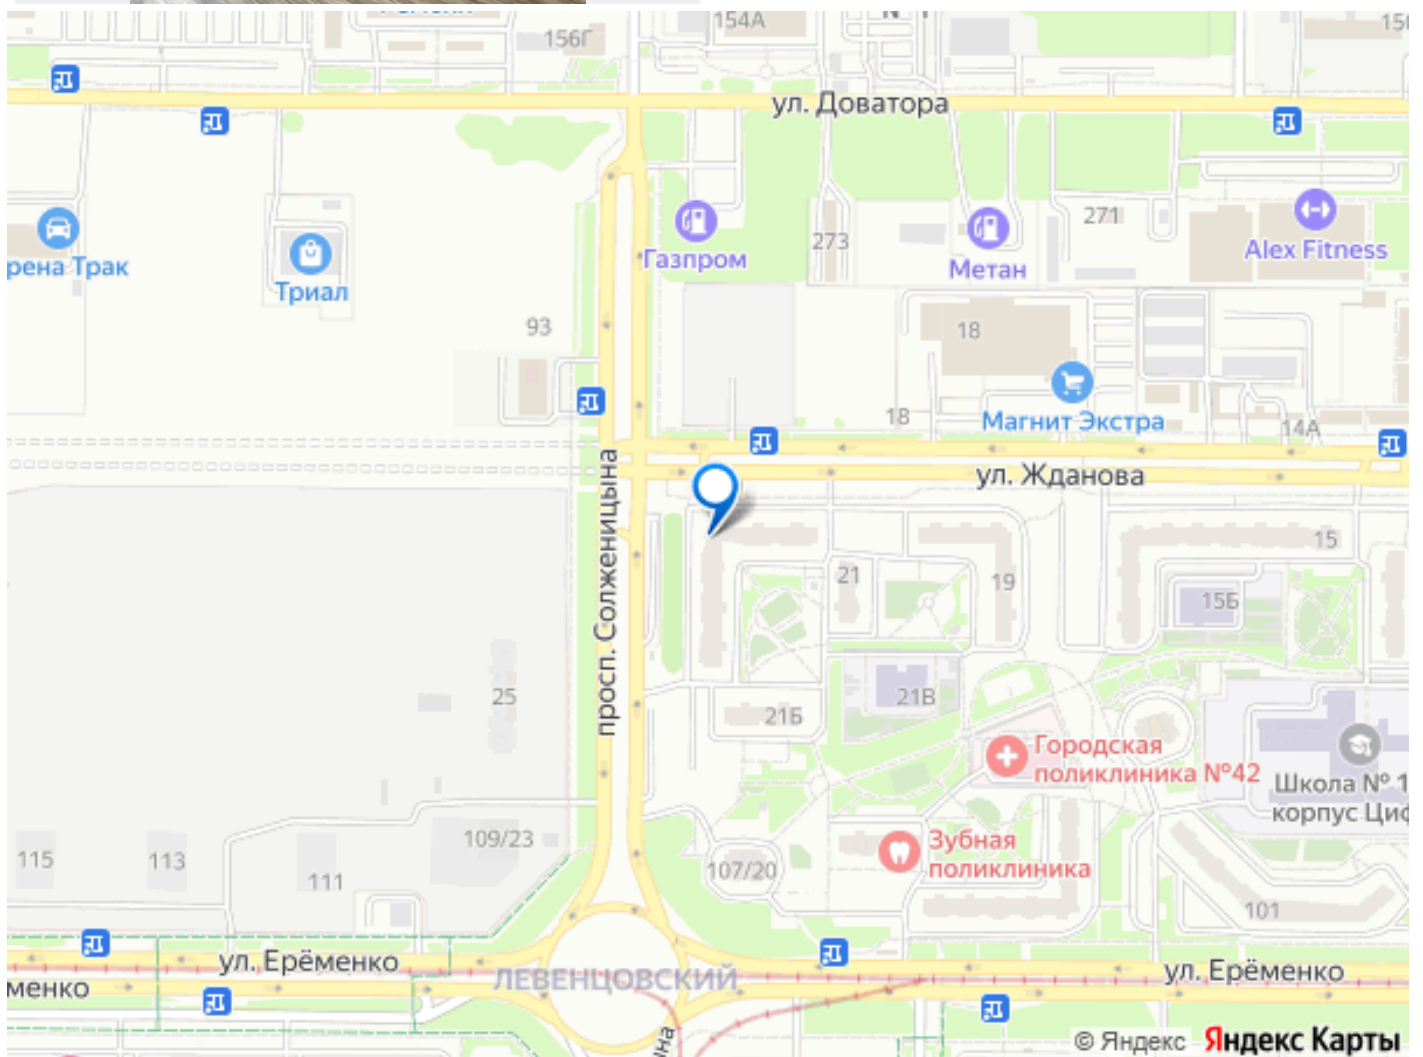 154А
156Г
ул. Доватора
271
273
Alex Fitness
Газпром
Метан
рена Трак
Триал
93
18
Магнит Экстра
18
14А
ул. Жданова
просп. Солженицына
15
21
19
15Б
25
21В
21Б
Городская
поликлиника №42
Школа № 1
корпус Циф
109/23
Зубная
поликлиника
115
113
111
107/20
101
ул. Ерёменко
ЛЕВЕНЦОВСКИЙ
ул. Ерёменко
менко
на
© Яндекс Яндекс Карты